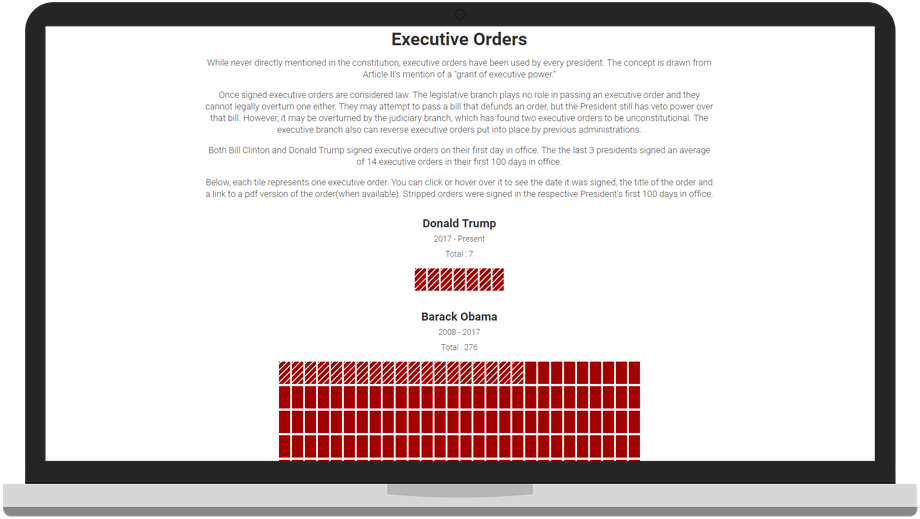 Executive Orders
While never directly mentioned in the constitution, executive orders have been used by every president. The concept is drawn from
Article II's mention of a "grant of executive power."
Once signed executive orders are considered law. The legislative branch plays no role in passing an executive order and they
cannot legally overturn one either. They may attempt to pass a bill that defunds an order, but the President still has veto power over
that bill. However, it may be overturned by the judiciary branch, which has found two executive orders to be unconstitutional. The
executive branch also can reverse executive orders put into place by previous administrations.
Both Bill Clinton and Donald Trump signed executive orders on their first day in office. The the last 3 presidents signed an average
of 14 executive orders in their first 100 days in office.
Below, each tile represents one executive order. You can click or hover over it to see the date it was signed, the title of the order and
a link to a pdf version of the order(when available). Stripped orders were signed in the respective President's first 100 days in office.
Donald Trump
2017 - Present
Total : 7
Barack Obama
2008 - 2017
Total : 276